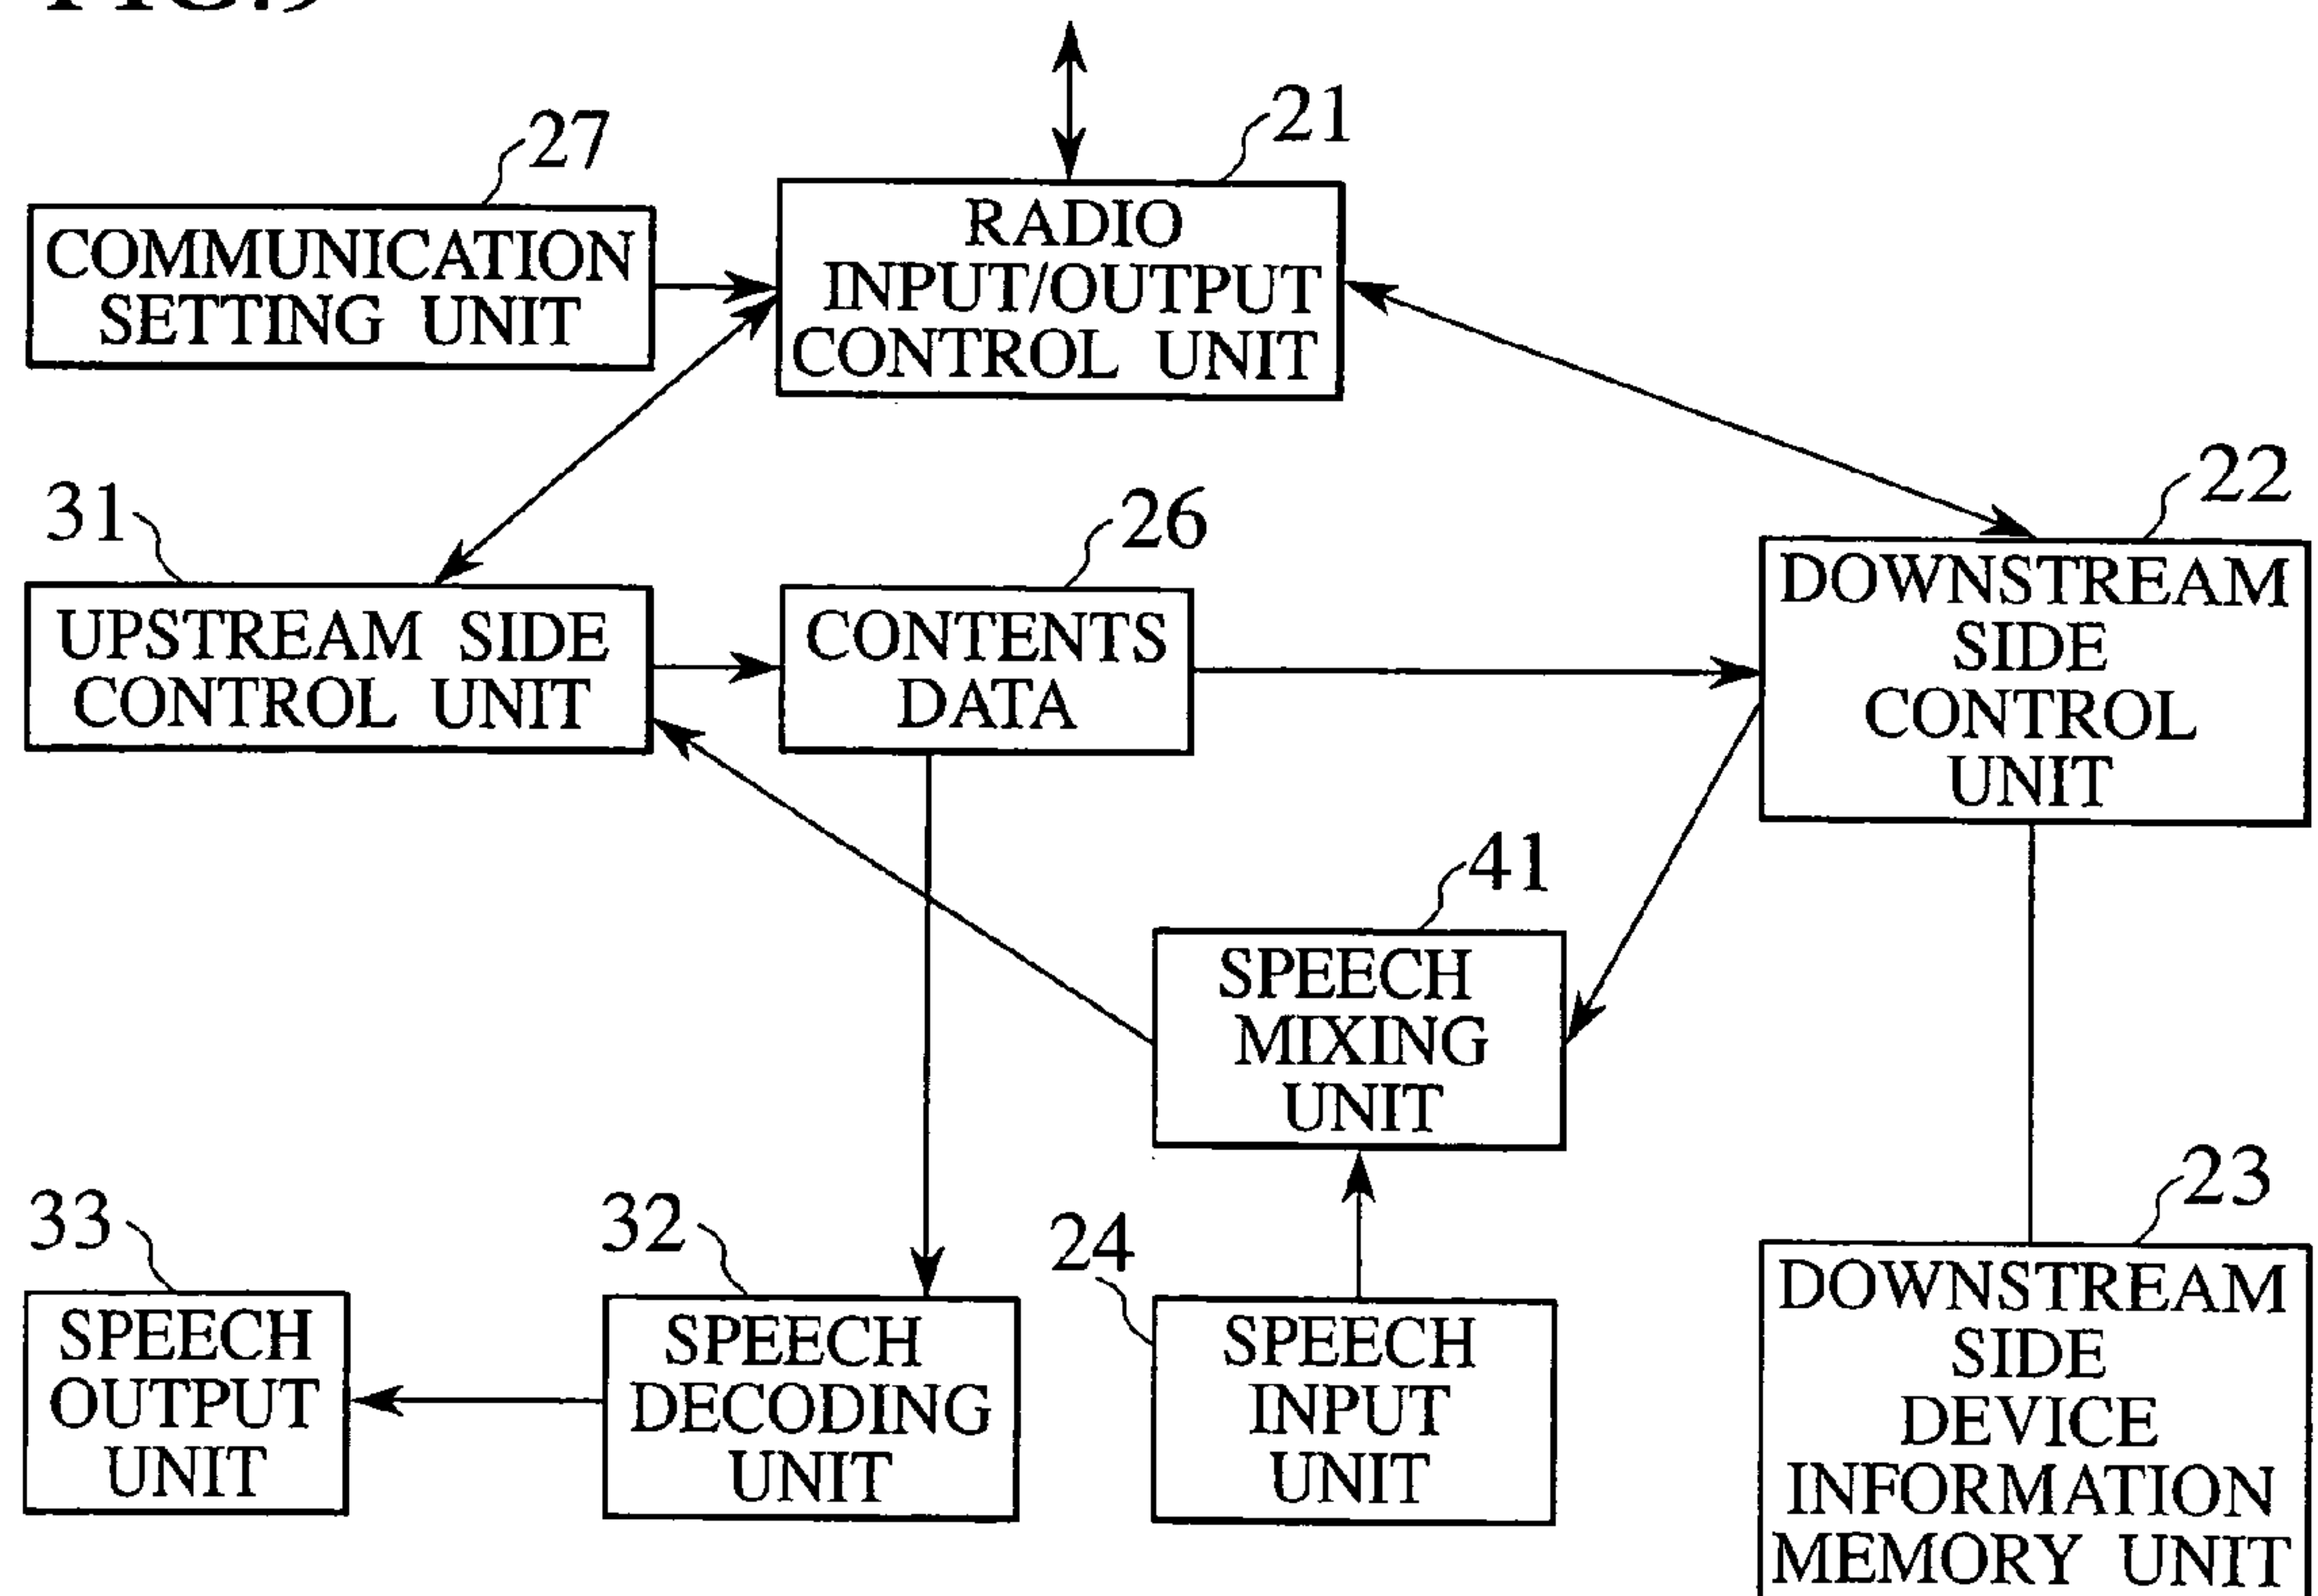 27
21
COMMUNICATION
SETTING UNIT
RADIO
INPUT/OUTPUT
CONTROL UNIT
31
26
22
UPSTREAM SIDE
CONTROL UNIT
CONTENTS
DATA
DOWNSTREAM
SIDE
CONTROL
UNIT
41
SPEECH
MIXING
UNIT
33
32
24
23
SPEECH
OUTPUT
UNIT
SPEECH
DECODING
UNIT
SPEECH
INPUT
UNIT
DOWNSTREAM
SIDE
DEVICE
INFORMATION
MEMORY UNIT